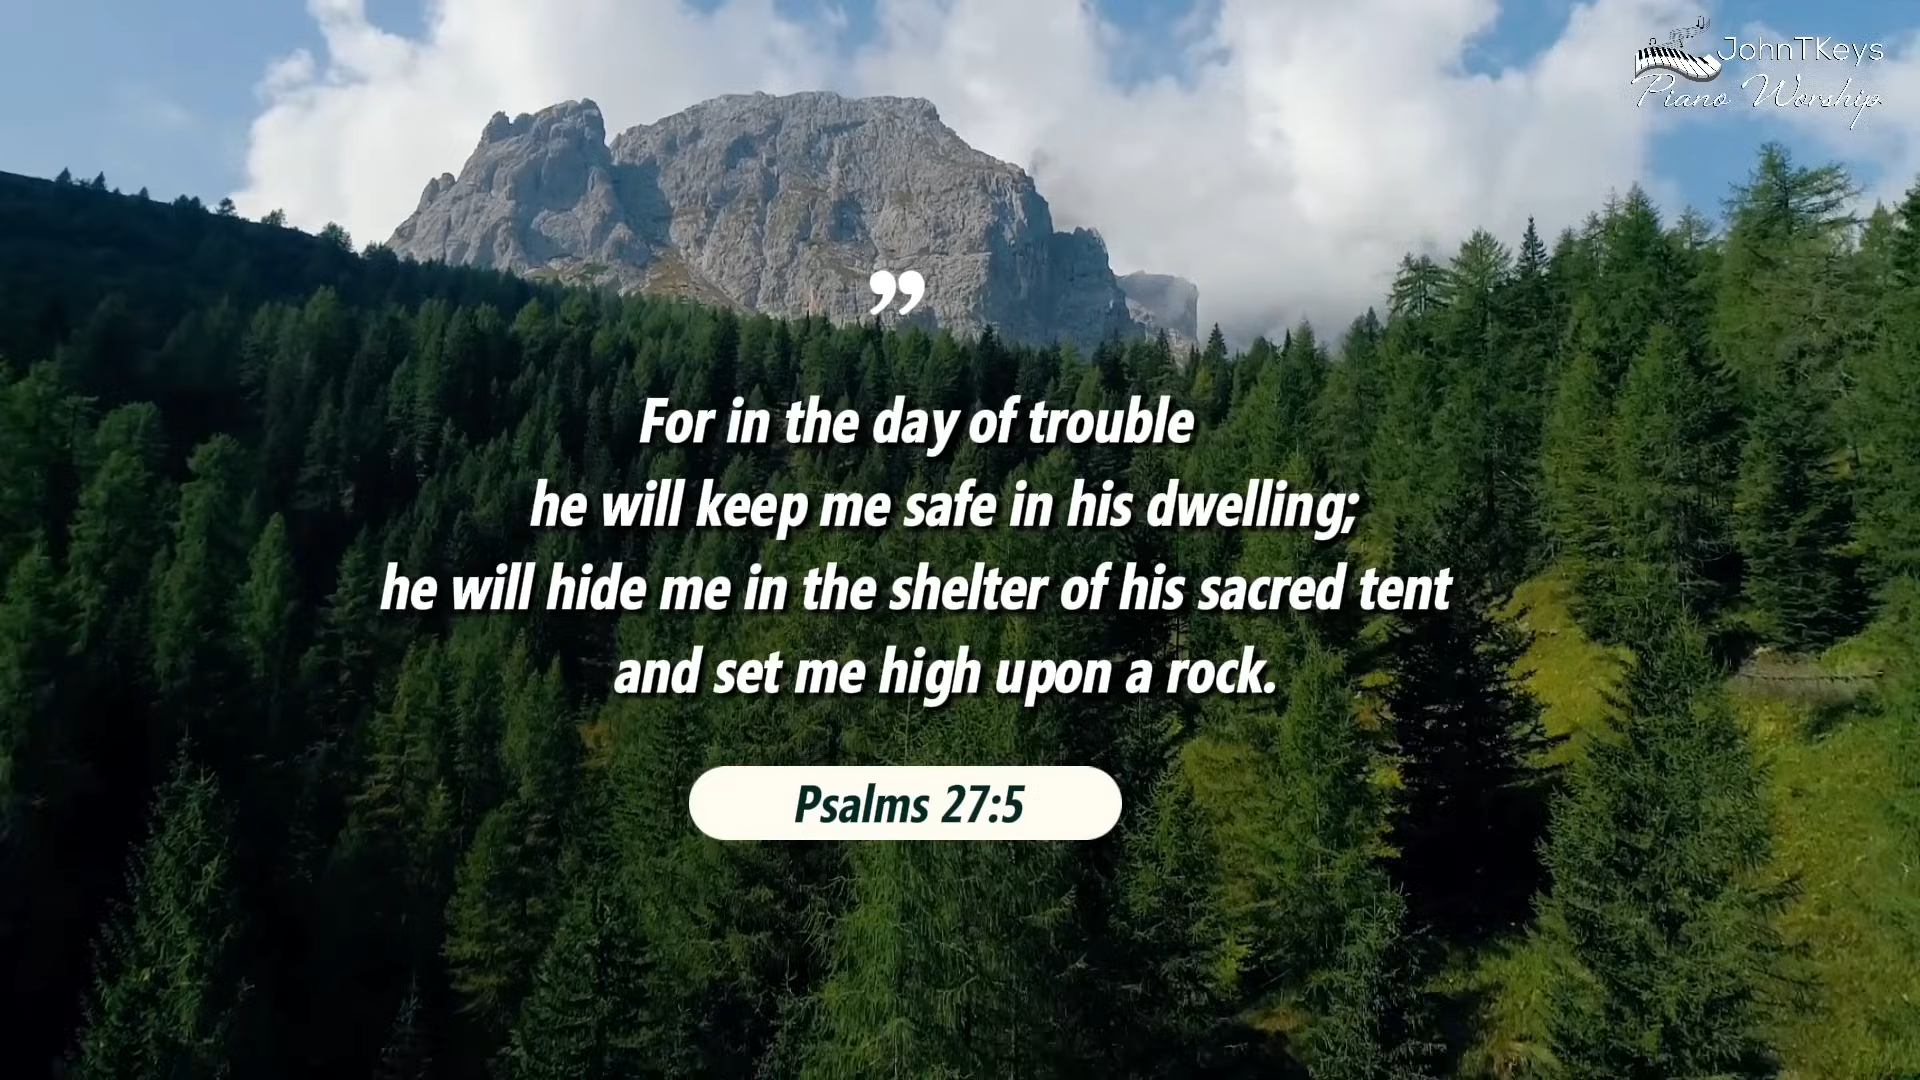 JohnTKeys
Piano Worship
”
For in the day of trouble
he will keep me safe in his dwelling;
he will hide me in the shelter of his sacred tent
and set me high upon a rock.
Psalms 27:5